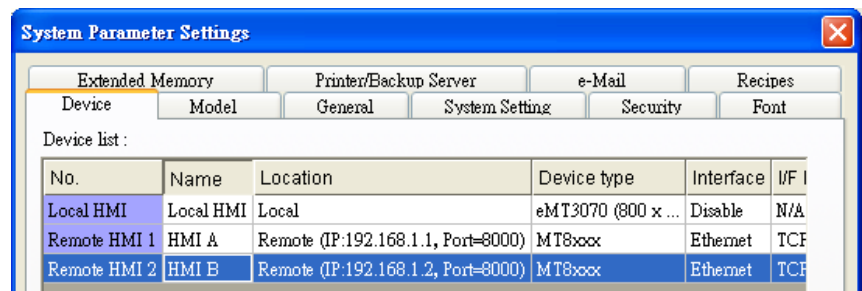 System Parameter Settings
Extended Memory Printer/Backup Server e-Mail Recipes
Device Model General System Setting Security Font
Device list :
No. Name Location Device type Interface I/F
Local HMI Local HMI Local eMT3070 (800 x ... Disable N/A
Remote HMI 1 HMI A Remote (IP:192.168.1.1, Port=8000) MT8xxx Ethernet TCP
Remote HMI 2 HMI B Remote (IP:192.168.1.2, Port=8000) MT8xxx Ethernet TCP